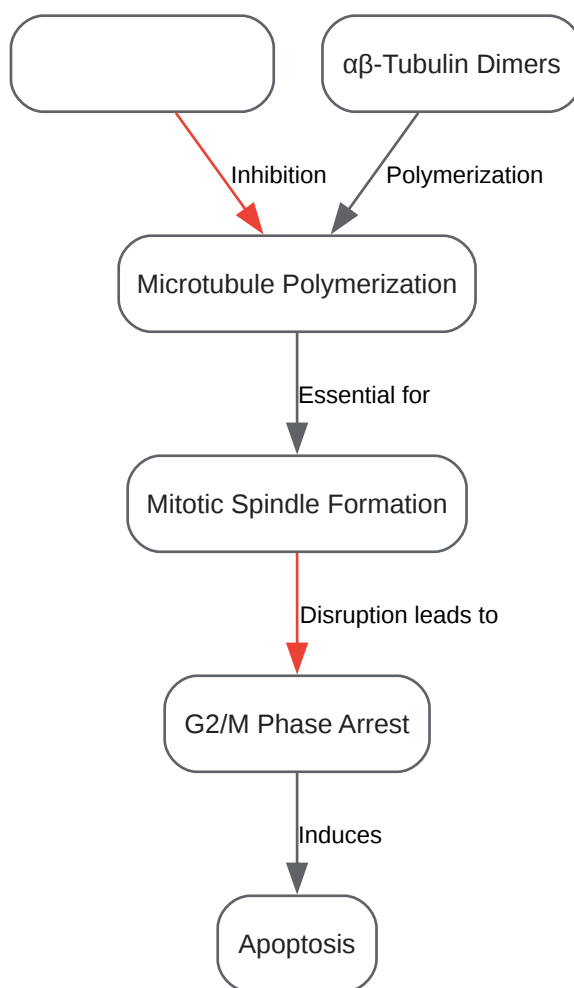 αβ-Tubulin Dimers
Inhibition
Polymerization
Microtubule Polymerization
Essential for
Mitotic Spindle Formation
Disruption leads to
G2/M Phase Arrest
Induces
Apoptosis